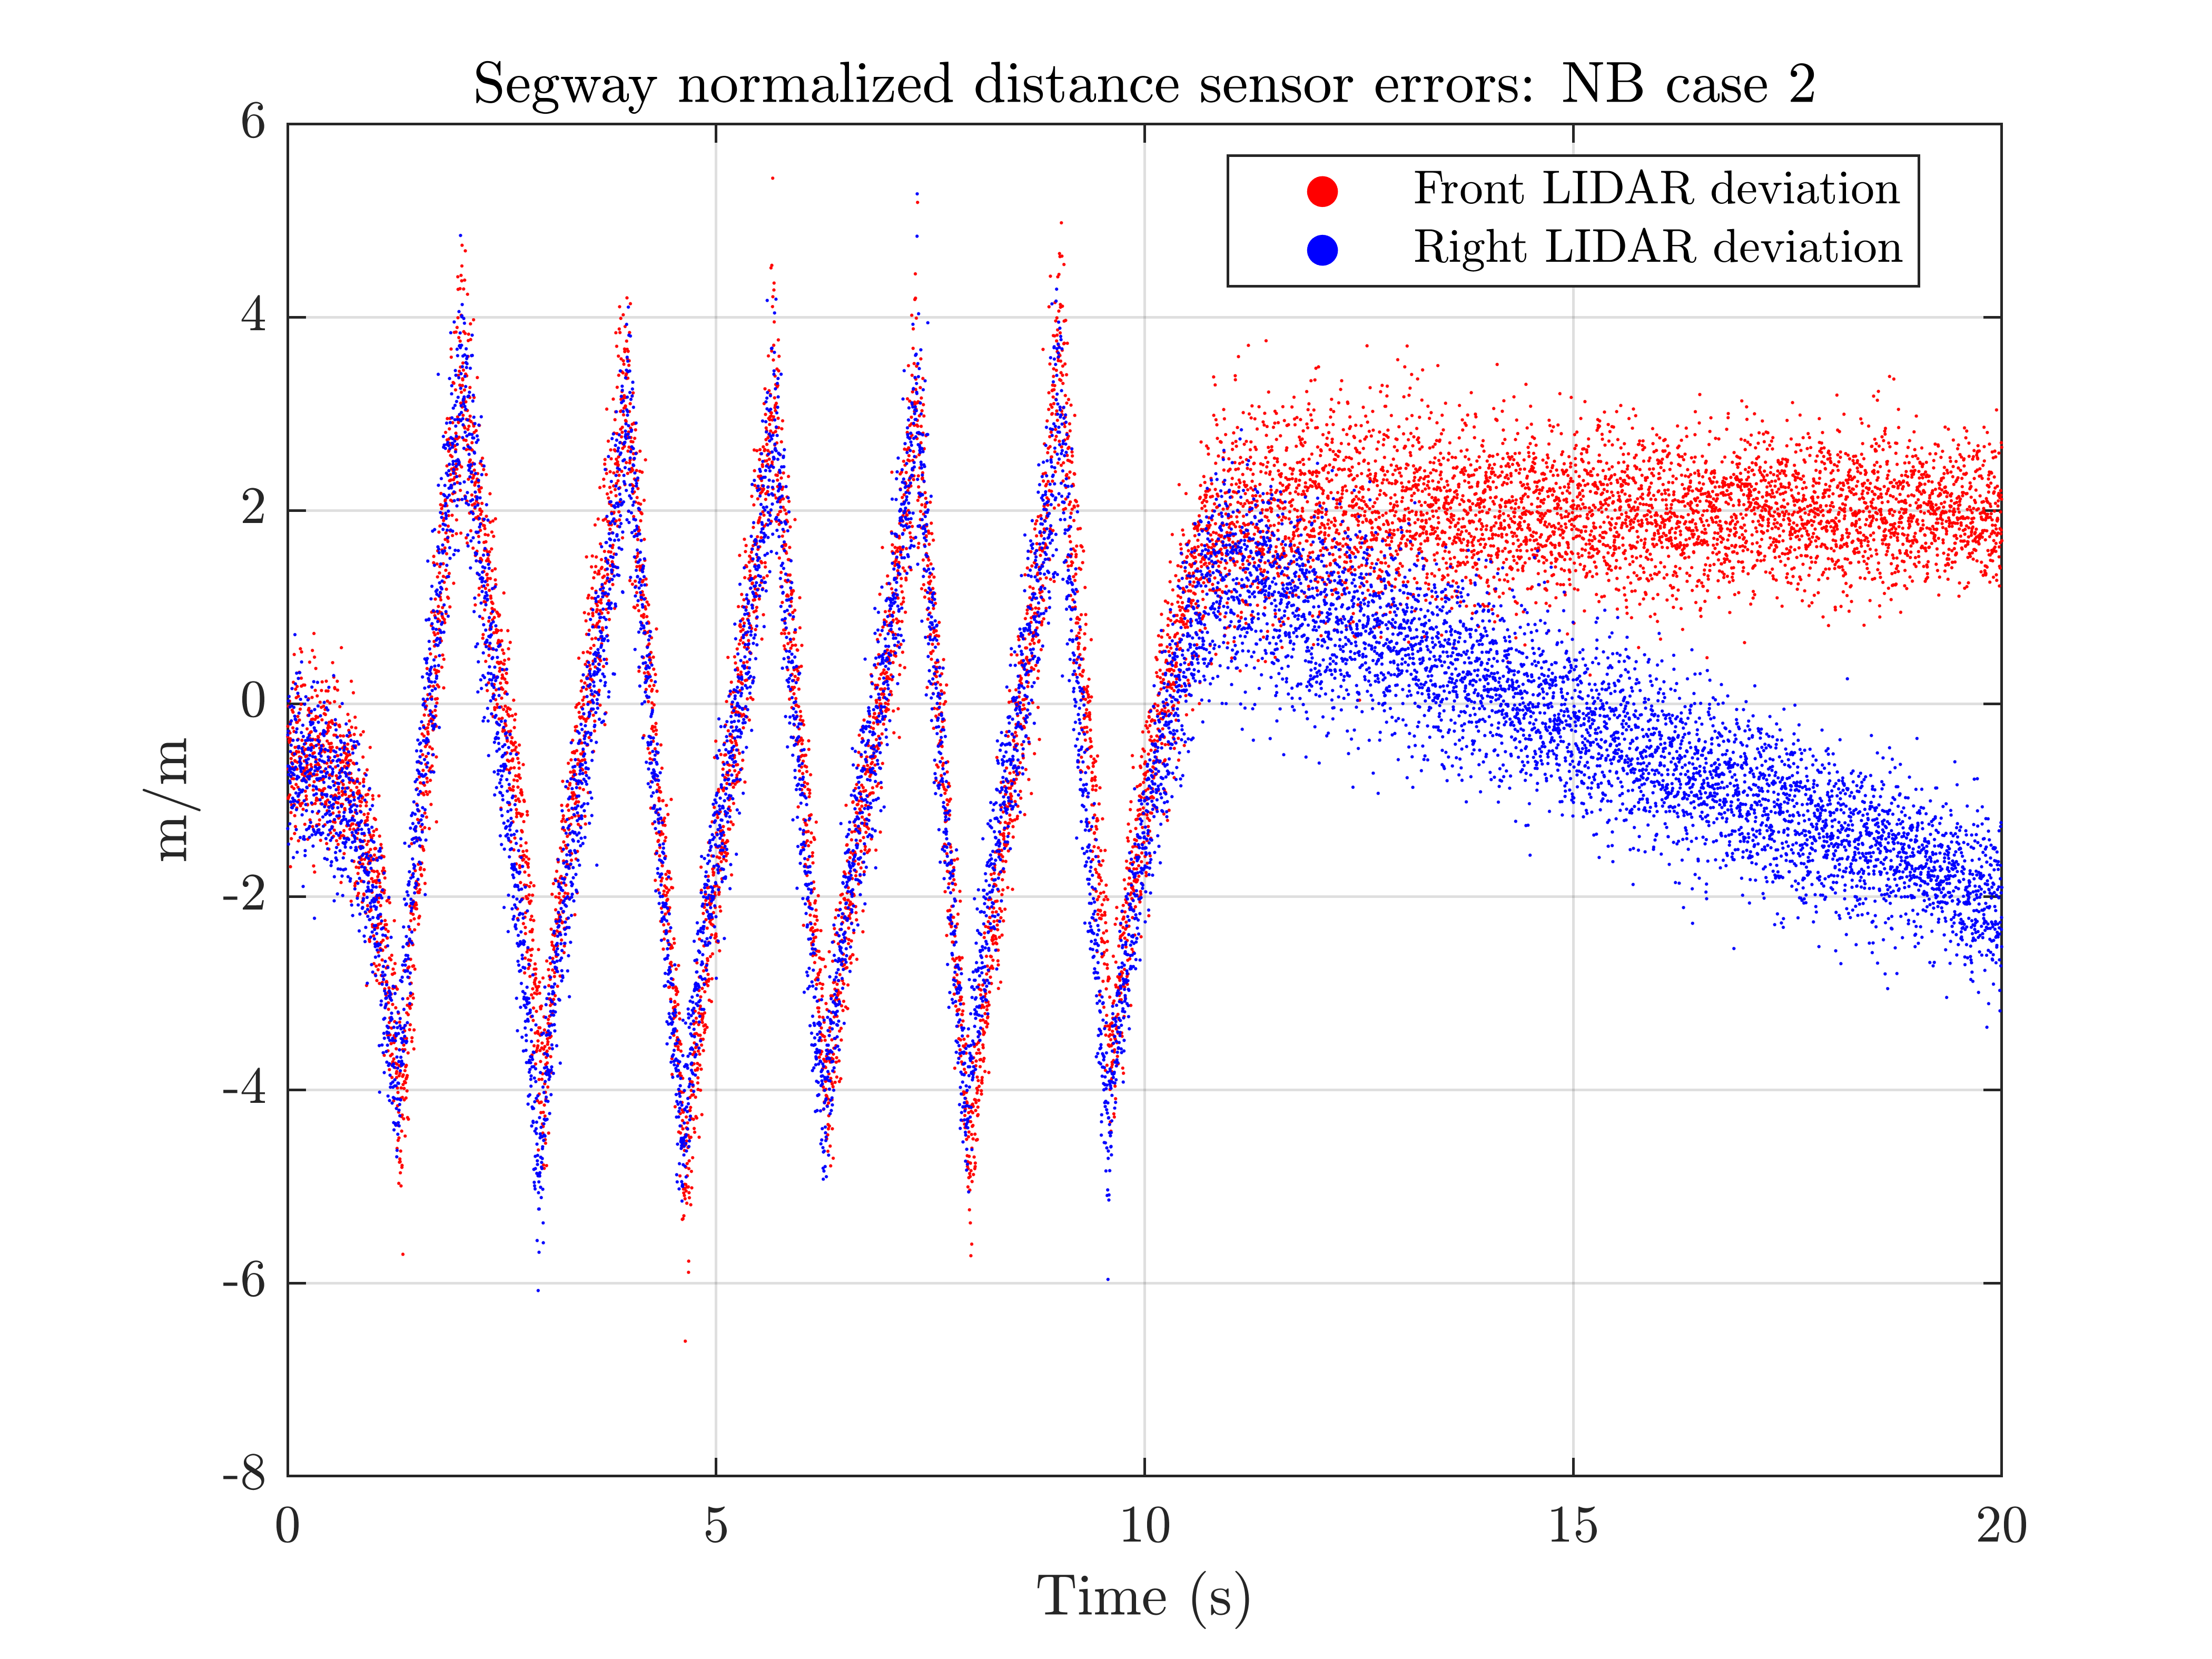 Segway normalized distance sensor errors: NB case 2
Front LIDAR deviation
Right LIDAR deviation
6
4
2
0
-2
-4
-6
-8
m/m
0 5 10 15 20
Time (s)